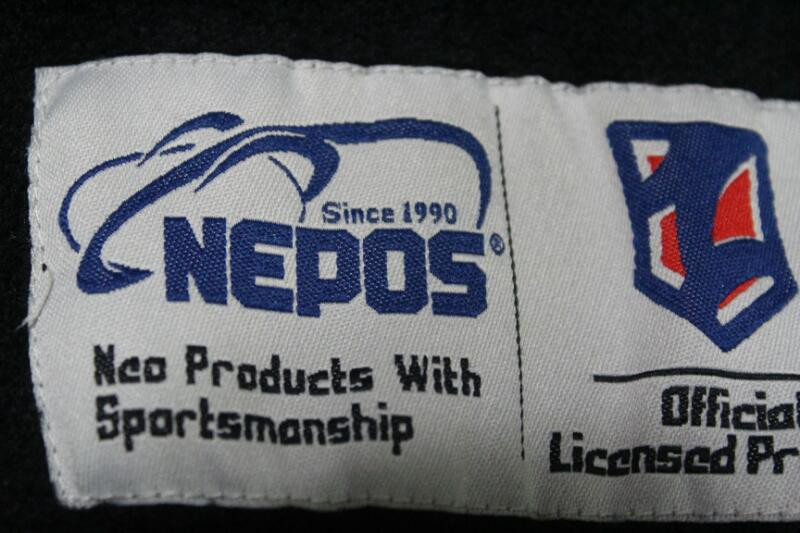 Since 1990
NEPOS®
Neo Products With
Sportsmanship
Official
Licensed Pr